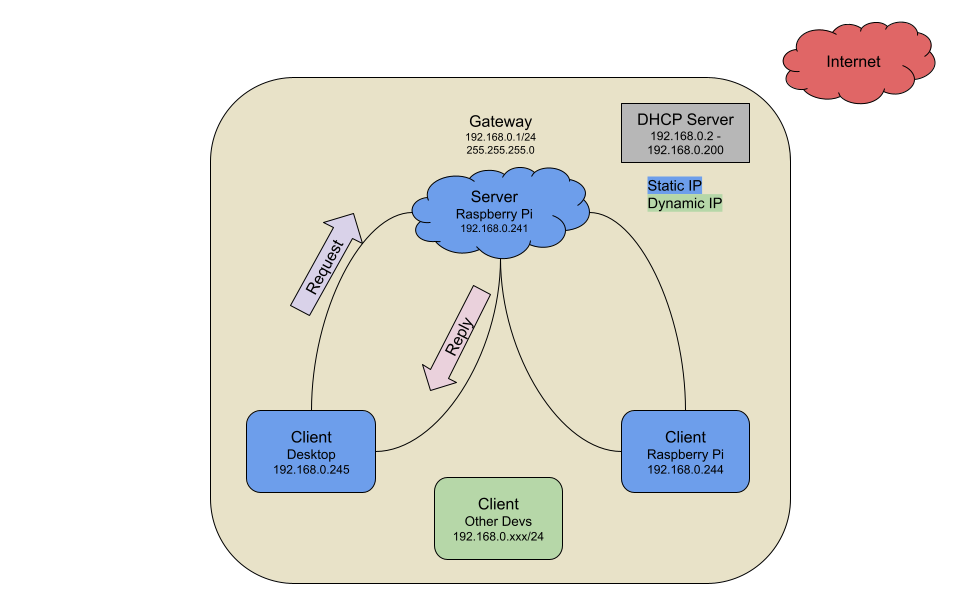 Internet
Gateway
192.168.0.1/24
255.255.255.0
DHCP Server
192.168.0.2 -
192.168.0.200
Static IP
Dynamic IP
Server
Raspberry Pi
192.168.0.241
Request
Reply
Client
Desktop
192.168.0.245
Client
Raspberry Pi
192.168.0.244
Client
Other Devs
192.168.0.xxx/24